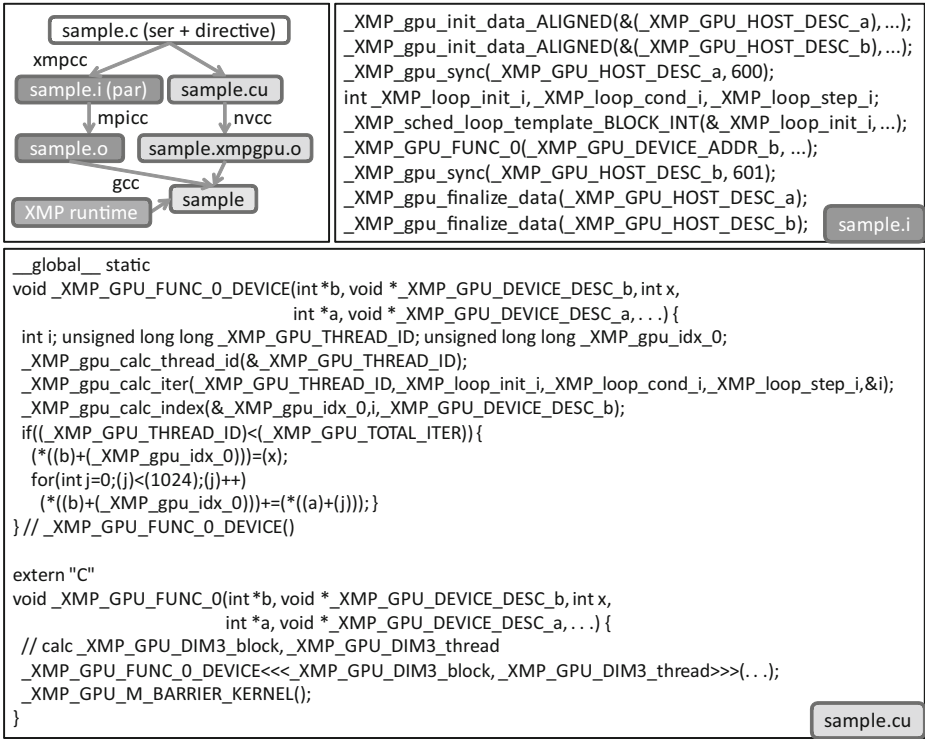 sample.c (ser + directive)
xmpcc
sample.i (par)
sample.cu
mpicc
nvcc
sample.o
sample.xmpgpu.o
gcc
XMP runtime
sample
_XMP_gpu_init_data_ALIGNED(&(_XMP_GPU_HOST_DESC_a),...);
_XMP_gpu_init_data_ALIGNED(&(_XMP_GPU_HOST_DESC_b),...);
_XMP_gpu_sync(_XMP_GPU_HOST_DESC_a, 600);
int _XMP_loop_init_i,_XMP_loop_cond_i,_XMP_loop_step_i;
_XMP_sched_loop_template_BLOCK_INT(&_XMP_loop_init_i,...);
_XMP_GPU_FUNC_0(_XMP_GPU_DEVICE_ADDR_b, ...);
_XMP_gpu_sync(_XMP_GPU_HOST_DESC_b, 601);
_XMP_gpu_finalize_data(_XMP_GPU_HOST_DESC_a);
_XMP_gpu_finalize_data(_XMP_GPU_HOST_DESC_b);
sample.i
__global__ static
void _XMP_GPU_FUNC_0_DEVICE(int *b, void *_XMP_GPU_DEVICE_DESC_b, int x,
int *a, void *_XMP_GPU_DEVICE_DESC_a, . . .) {
int i; unsigned long long _XMP_GPU_THREAD_ID; unsigned long long _XMP_gpu_idx_0;
_XMP_gpu_calc_thread_id(&_XMP_GPU_THREAD_ID);
_XMP_gpu_calc_iter(_XMP_GPU_THREAD_ID,_XMP_loop_init_i,_XMP_loop_cond_i,_XMP_loop_step_i,&i);
_XMP_gpu_calc_index(&_XMP_gpu_idx_0,i,_XMP_GPU_DEVICE_DESC_b);
if((_XMP_GPU_THREAD_ID)<(_XMP_GPU_TOTAL_ITER)) {
(*((b)+(_XMP_gpu_idx_0)))=(x);
for(int j=0;(j)<(1024);(j)++)
(*((b)+(_XMP_gpu_idx_0)))+=(*((a)+(j))); }
} // _XMP_GPU_FUNC_0_DEVICE()
extern "C"
void _XMP_GPU_FUNC_0(int *b, void *_XMP_GPU_DEVICE_DESC_b, int x,
int *a, void *_XMP_GPU_DEVICE_DESC_a, . . .) {
// calc _XMP_GPU_DIM3_block, _XMP_GPU_DIM3_thread
_XMP_GPU_FUNC_0_DEVICE<<<_XMP_GPU_DIM3_block, _XMP_GPU_DIM3_thread>>>(. . .);
_XMP_GPU_M_BARRIER_KERNEL();
}
sample.cu